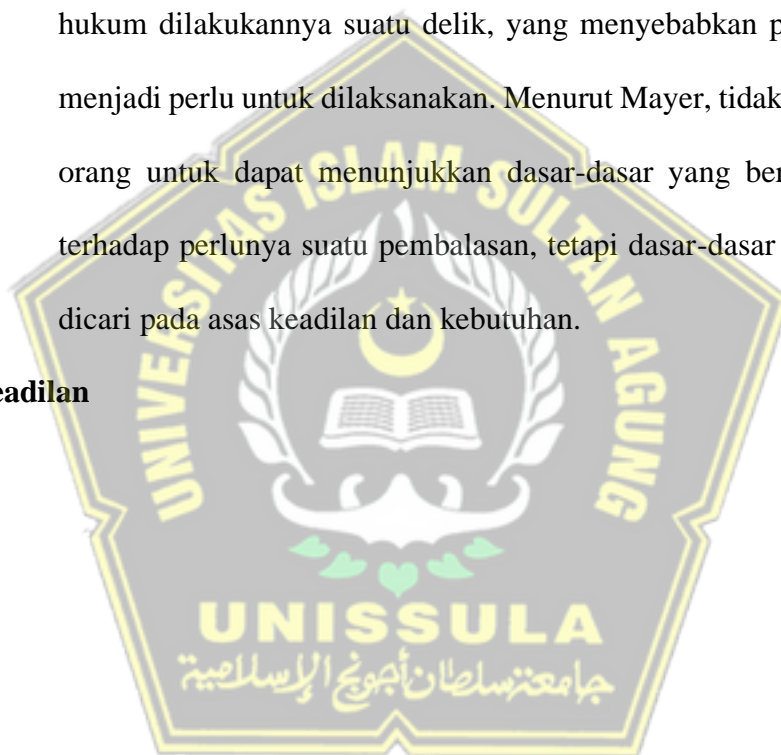 hukum dilakukannya suatu delik, yang menyebabkan
menjadi perlu untuk dilaksanakan. Menurut Mayer, tidak
orang untuk dapat menunjukkan dasar-dasar yang
terhadap perlunya suatu pembalasan, tetapi dasar-dasar
dicari pada asas keadilan dan kebutuhan.
eadilan
UNIVERSITAS ISLAM SULTAN AGUNG
UNISSULA
جامعة سلطان أجونج الإسلامية